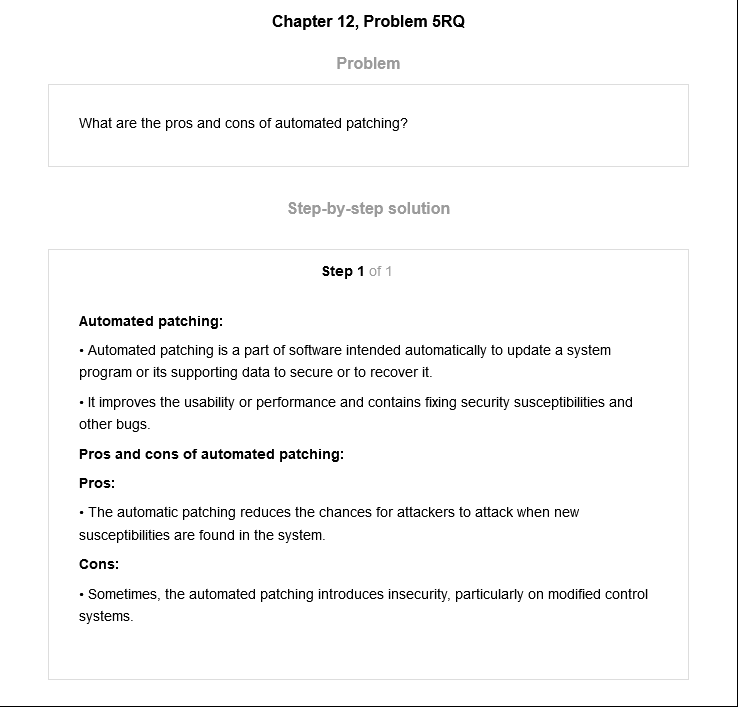 Chapter 12, Problem 5RQ
Problem
What are the pros and cons of automated patching?
Step-by-step solution
Step 1 of 1
Automated patching:
• Automated patching is a part of software intended automatically to update a system
program or its supporting data to secure or to recover it.
• It improves the usability or performance and contains fixing security susceptibilities and
other bugs.
Pros and cons of automated patching:
Pros:
• The automatic patching reduces the chances for attackers to attack when new
susceptibilities are found in the system.
Cons:
• Sometimes, the automated patching introduces insecurity, particularly on modified control
systems.